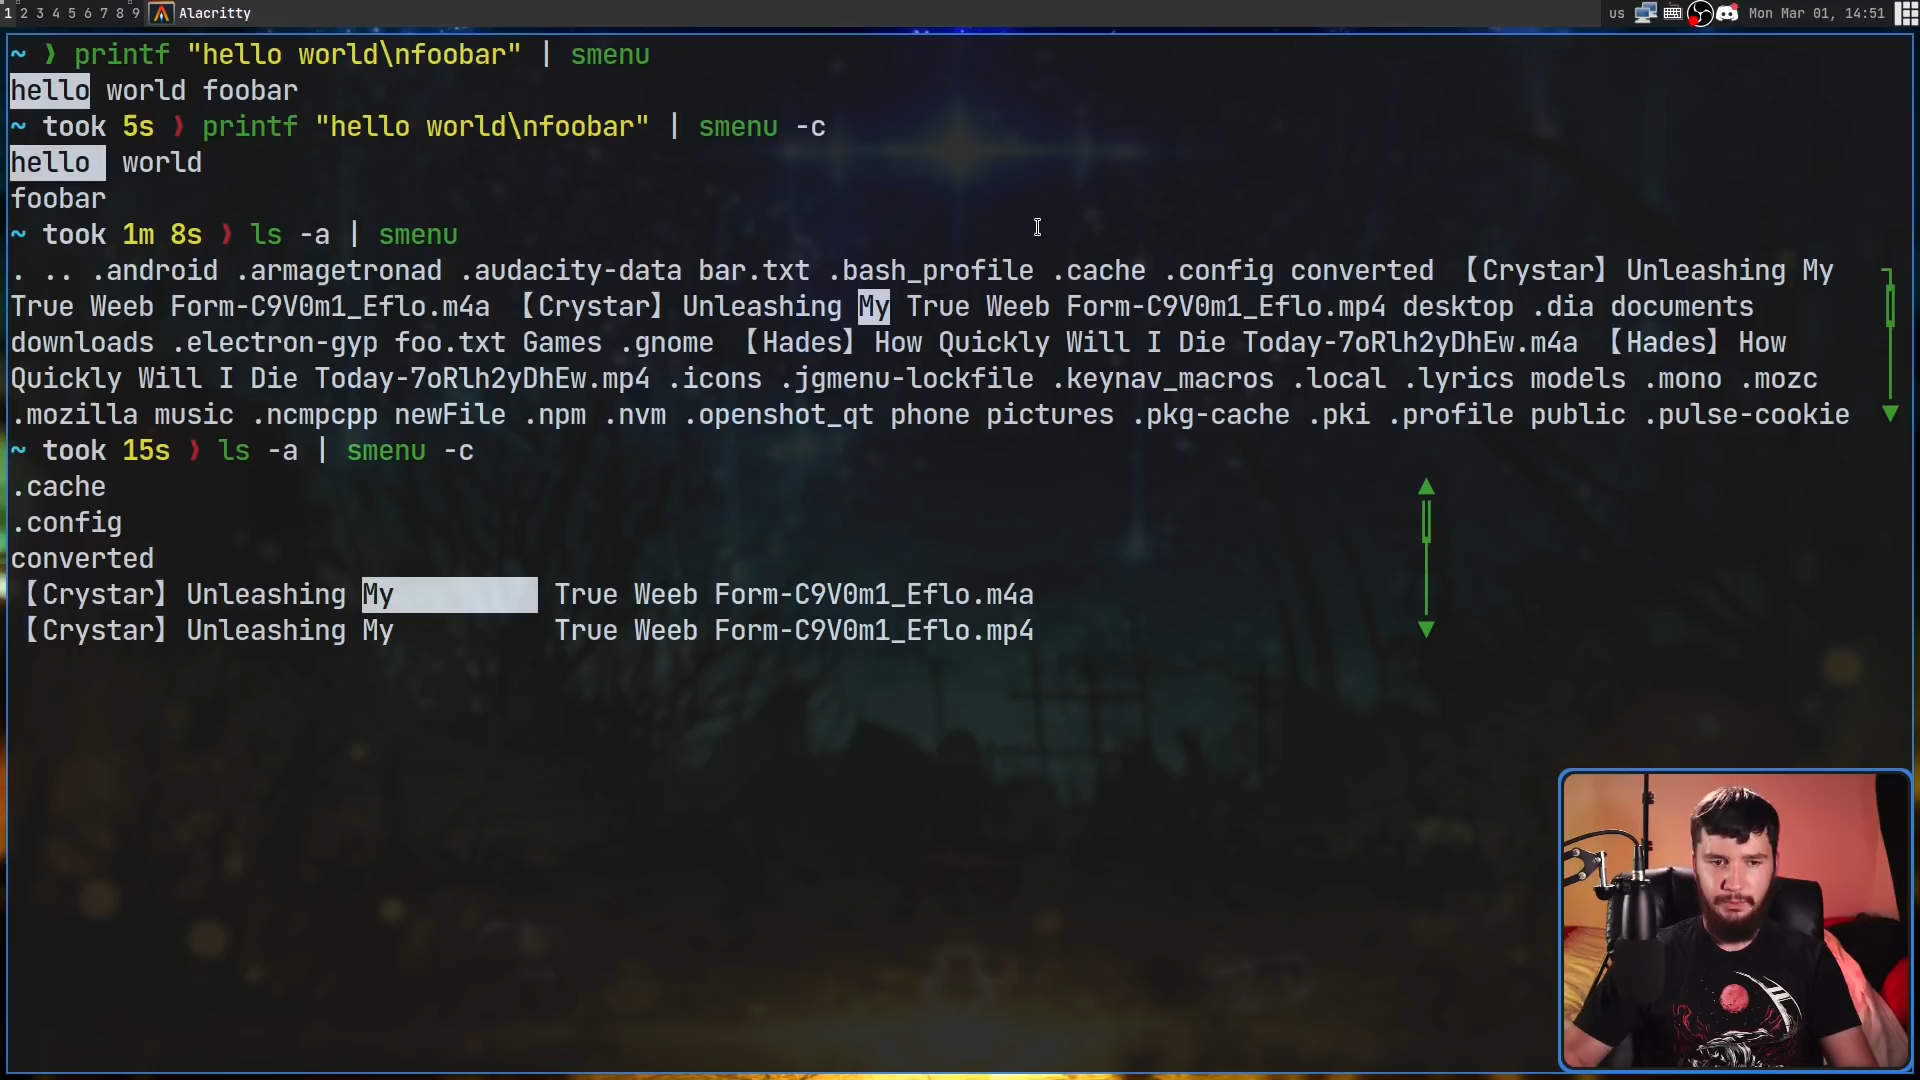 1 2 3 4 5 6 7 8 9 Alacritty us Mon Mar 01, 14:51
~ ❯ printf "hello world\nfoobar" | smenu
hello world foobar
~ took 5s ❯ printf "hello world\nfoobar" | smenu -c
hello world
foobar
~ took 1m 8s ❯ ls -a | smenu
. .. .android .armagetronad .audacity-data bar.txt .bash_profile .cache .config converted 【Crystar】Unleashing My
True Weeb Form-C9V0m1_Eflo.m4a 【Crystar】Unleashing My True Weeb Form-C9V0m1_Eflo.mp4 desktop .dia documents
downloads .electron-gyp foo.txt Games .gnome 【Hades】How Quickly Will I Die Today-7oRlh2yDhEw.m4a 【Hades】How
Quickly Will I Die Today-7oRlh2yDhEw.mp4 .icons .jgmenu-lockfile .keynav_macros .local .lyrics models .mono .mozc
.mozilla music .ncmpcpp newFile .npm .nvm .openshot_qt phone pictures .pkg-cache .pki .profile public .pulse-cookie
~ took 15s ❯ ls -a | smenu -c
.cache
.config
converted
【Crystar】Unleashing My True Weeb Form-C9V0m1_Eflo.m4a
【Crystar】Unleashing My True Weeb Form-C9V0m1_Eflo.mp4